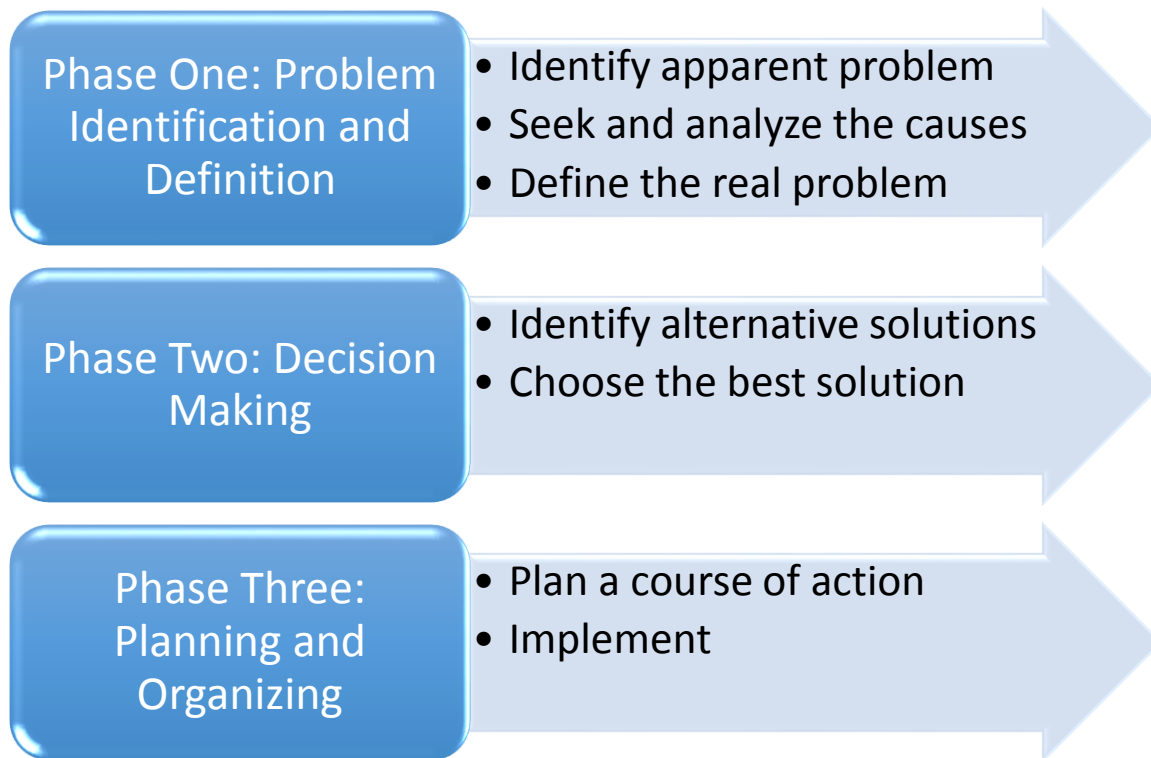 Phase One: Problem
Identification and
Definition
• Identify apparent problem
• Seek and analyze the causes
• Define the real problem
Phase Two: Decision
Making
• Identify alternative solutions
• Choose the best solution
Phase Three:
Planning and
Organizing
• Plan a course of action
• Implement